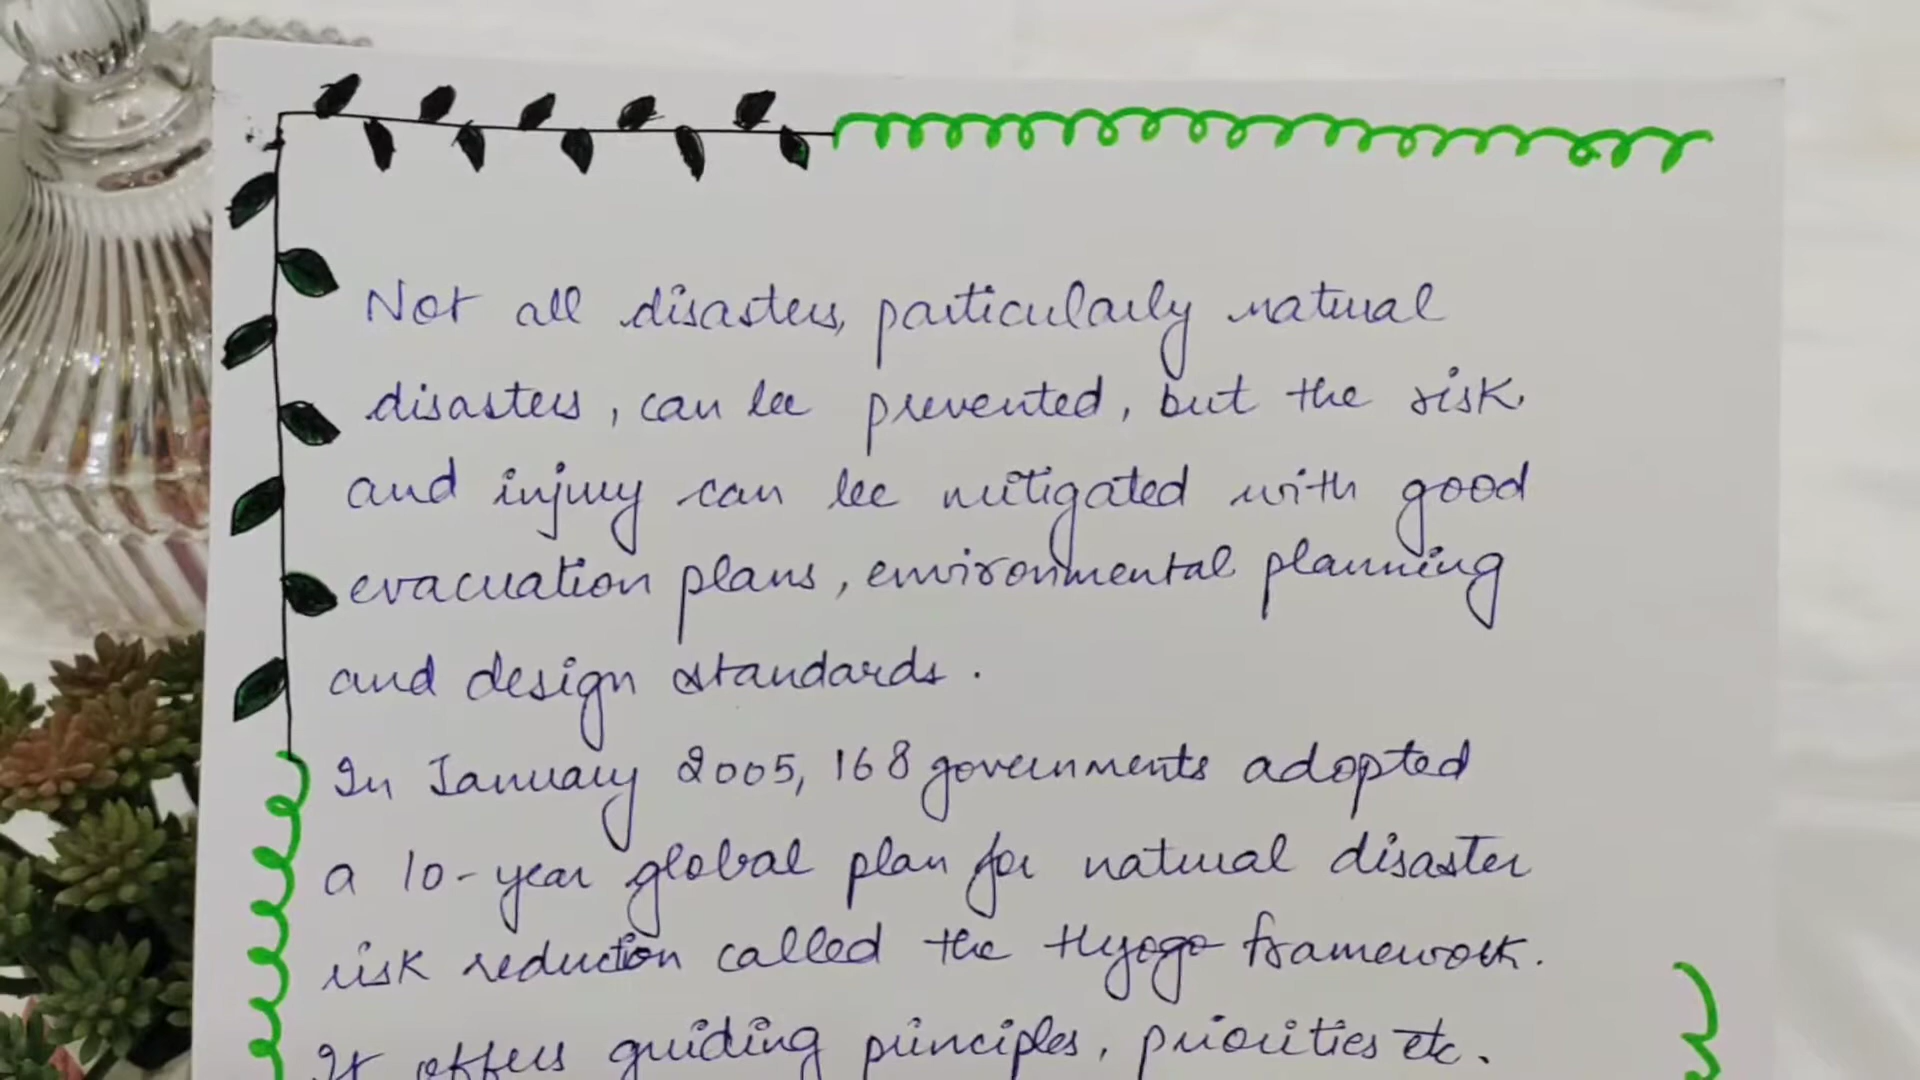 Not all disasters, particularly natural
disasters, can be prevented, but the risk
and injury can be mitigated with good
evacuation plans, environmental planning
and design standards.
In January 2005, 168 governments adopted
a 10-year global plan for natural disaster
risk reduction called the Hyogo framework.
It offers guiding principles, priorities etc.